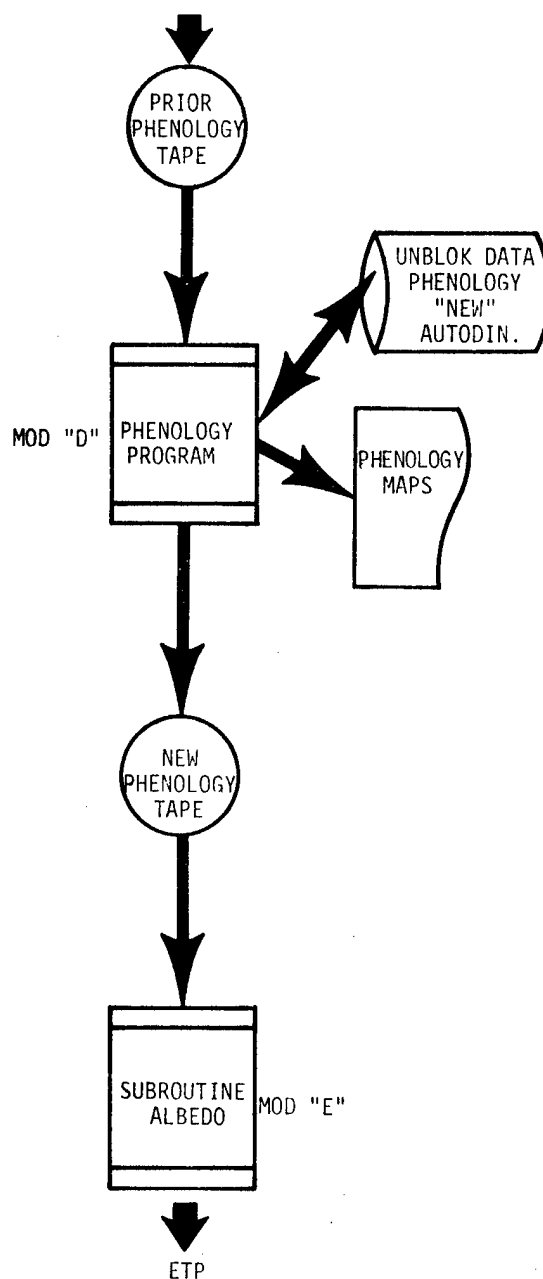 PRIOR
PHENOLOGY
TAPE
UNBLOK DATA
PHENOLOGY
"NEW"
AUTODIN.
MOD "D"
PHENOLOGY
PROGRAM
PHENOLOGY
MAPS
NEW
PHENOLOGY
TAPE
SUBROUTINE
ALBEDO
MOD "E"
ETP